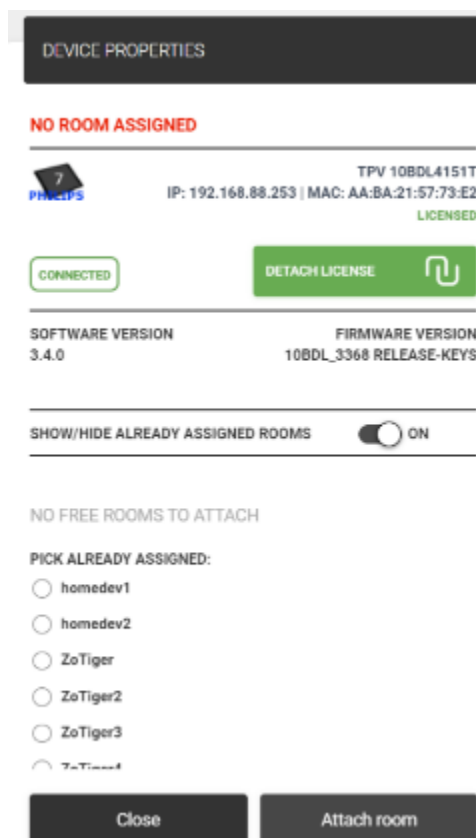 DEVICE PROPERTIES
NO ROOM ASSIGNED
7
PHILIPS
TPV 10BDL4151T
IP: 192.168.88.253 | MAC: AA:BA:21:57:73:E2
LICENSED
CONNECTED
DETACH LICENSE
SOFTWARE VERSION
FIRMWARE VERSION
3.4.0
10BDL_3368 RELEASE-KEYS
SHOW/HIDE ALREADY ASSIGNED ROOMS
ON
NO FREE ROOMS TO ATTACH
PICK ALREADY ASSIGNED:
homedev1
homedev2
ZoTiger
ZoTiger2
ZoTiger3
Close
Attach room